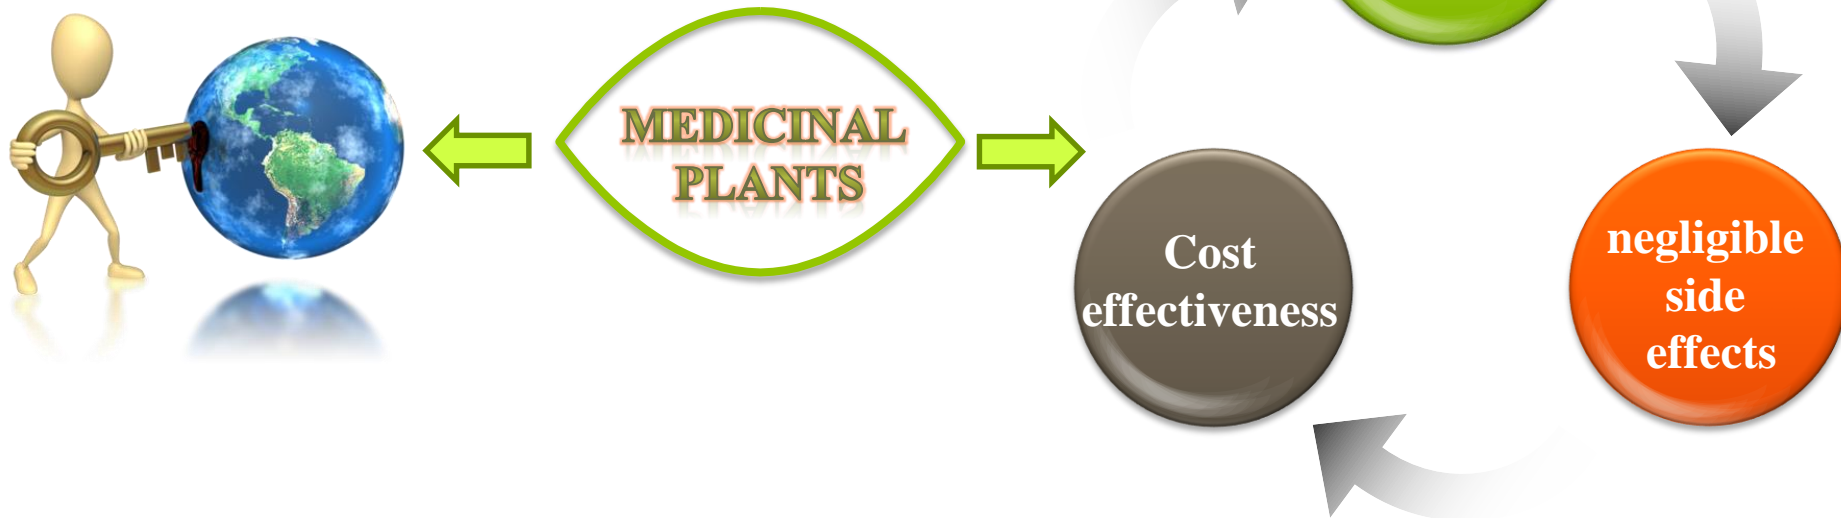 MEDICINAL
PLANTS
Cost
effectiveness
negligible
side
effects